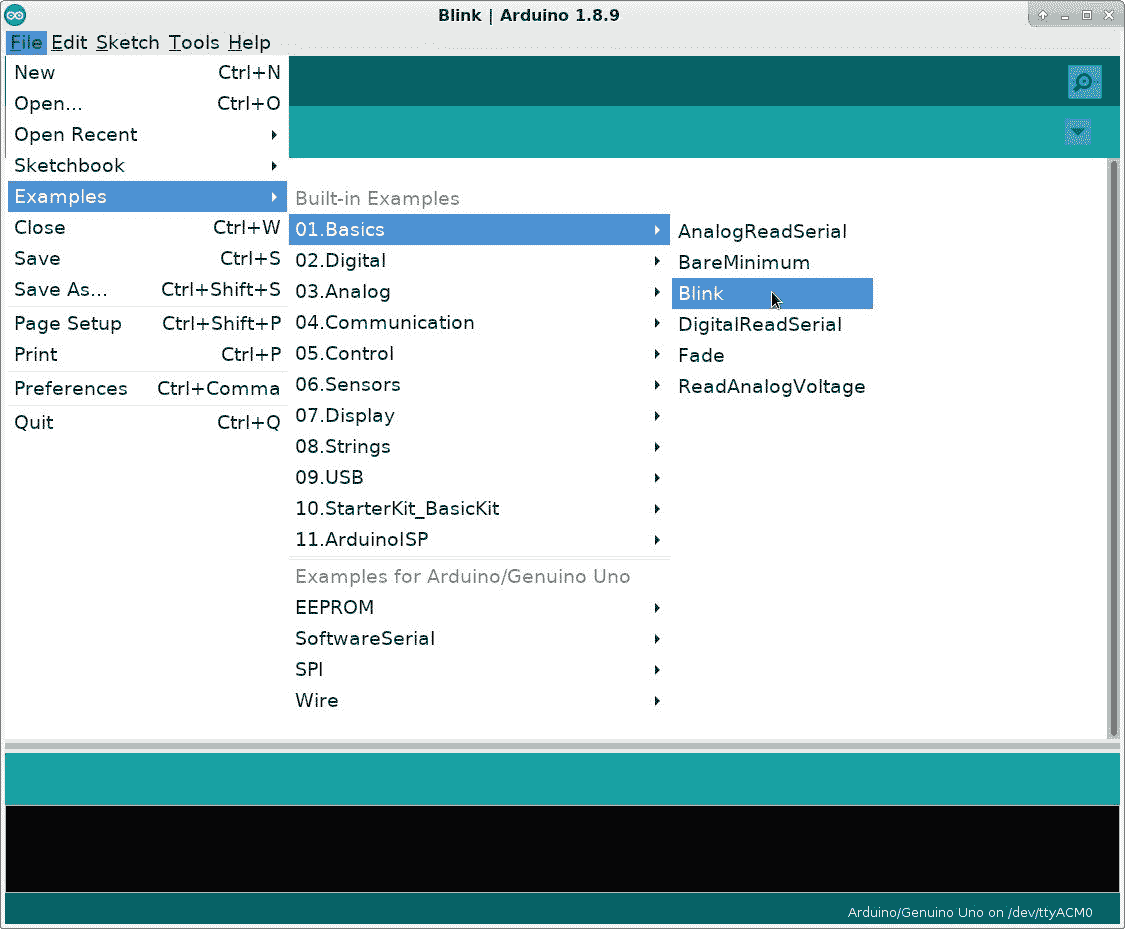 Blink | Arduino 1.8.9
File Edit Sketch Tools Help
New Ctrl+N
Open... Ctrl+O
Open Recent
Sketchbook
Examples
Close Ctrl+W
Save Ctrl+S
Save As... Ctrl+Shift+S
Page Setup Ctrl+Shift+P
Print Ctrl+P
Preferences Ctrl+Comma
Quit Ctrl+Q
Built-in Examples
01.Basics
02.Digital
03.Analog
04.Communication
05.Control
06.Sensors
07.Display
08.Strings
09.USB
10.StarterKit_BasicKit
11.ArduinoISP
Examples for Arduino/Genuino Uno
EEPROM
SoftwareSerial
SPI
Wire
AnalogReadSerial
BareMinimum
Blink
DigitalReadSerial
Fade
ReadAnalogVoltage
Arduino/Genuino Uno on /dev/ttyACM0